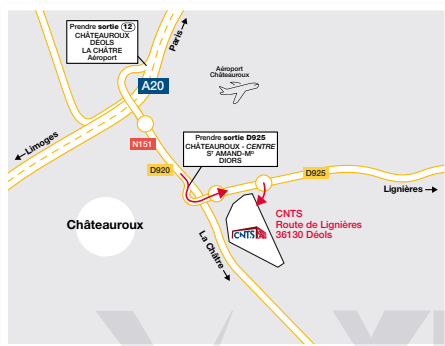 Prendre sortie 12
CHÂTEAUROUX
DÉOLS
LA CHÂTRE
Aéroport
Paris
A20
Aéroport
Châteauroux
Limoges
N151
Prendre sortie D925
CHÂTEAUROUX - CENTRE
Sᵀ AMAND-Mᴰ
DIORS
D920
D925
Lignières
CNTS
Route de Lignières
36130 Déols
CNTS
Châteauroux
La Châtre